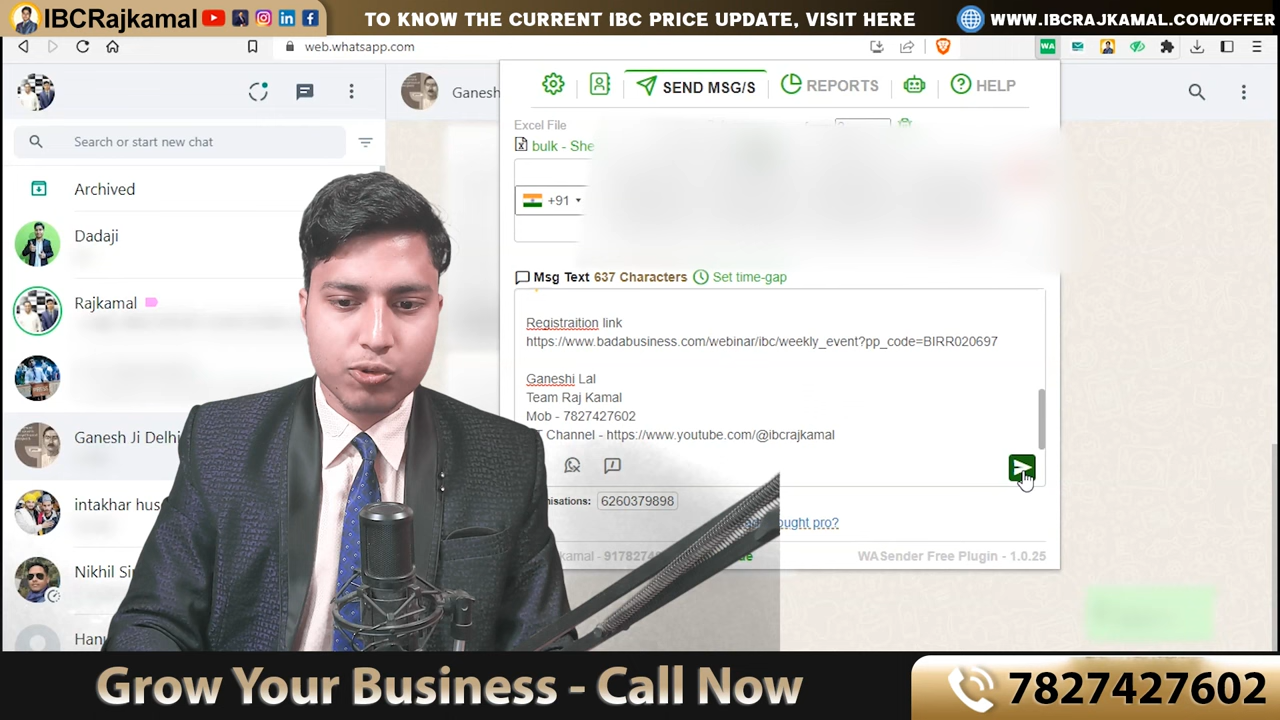 IBCRajkamal
TO KNOW THE CURRENT IBC PRICE UPDATE, VISIT HERE
WWW.IBCRAJKAMAL.COM/OFFER
web.whatsapp.com
WA
Search or start new chat
Archived
Dadaji
Rajkamal
Ganesh Ji Delhi
intakhar hus
Nikhil Si
Ganesh
SEND MSG/S
REPORTS
HELP
Excel File
bulk - She
+91
Msg Text 637 Characters
Set time-gap
Registraition link
https://www.badabusiness.com/webinar/ibc/weekly_event?pp_code=BIRR020697
Ganeshi Lal
Team Raj Kamal
Mob - 7827427602
Channel - https://www.youtube.com/@ibcrajkamal
nisations: 6260379898
ought pro?
WASender Free Plugin - 1.0.25
Grow Your Business - Call Now
7827427602